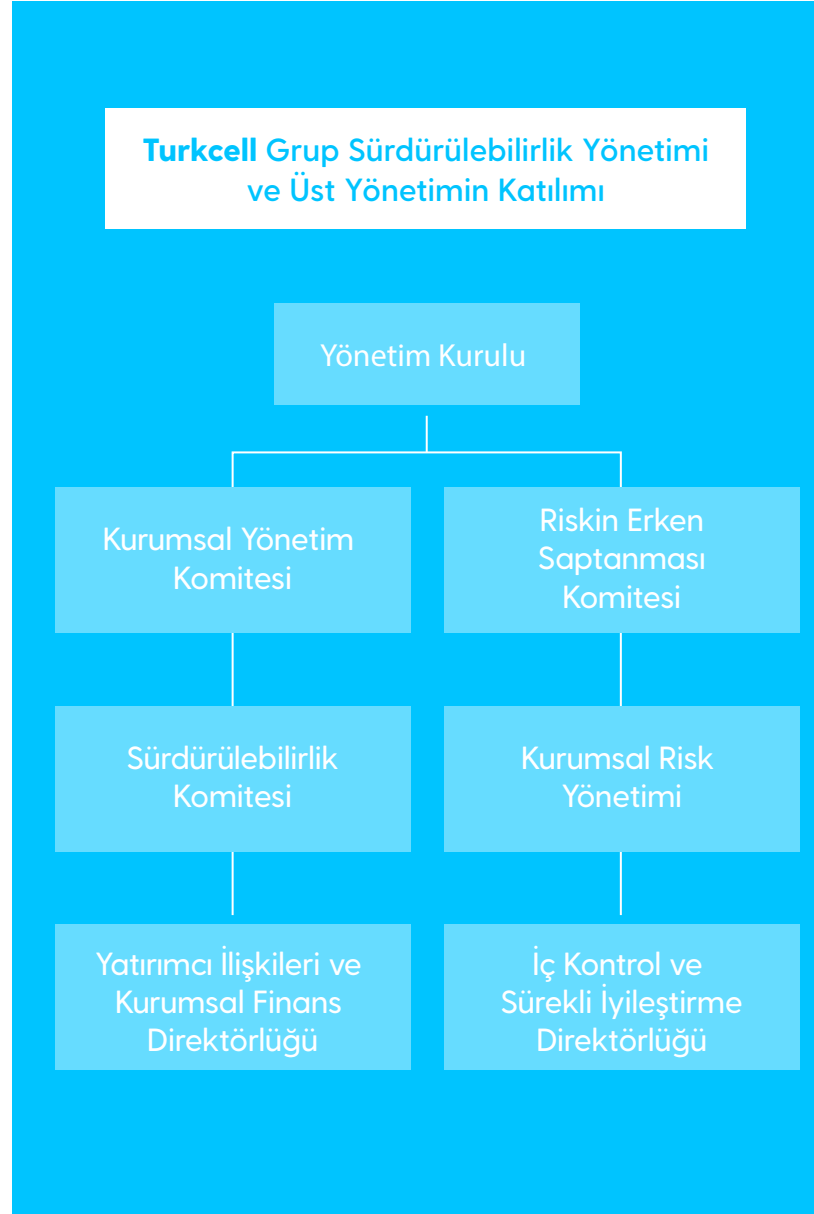 Turkcell Grup Sürdürülebilirlik Yönetimi
ve Üst Yönetimin Katılımı
Yönetim Kurulu
Kurumsal Yönetim
Komitesi
Riskin Erken
Saptanması
Komitesi
Sürdürülebilirlik
Komitesi
Kurumsal Risk
Yönetimi
Yatırımcı İlişkileri ve
Kurumsal Finans
Direktörlüğü
İç Kontrol ve
Sürekli İyileştirme
Direktörlüğü